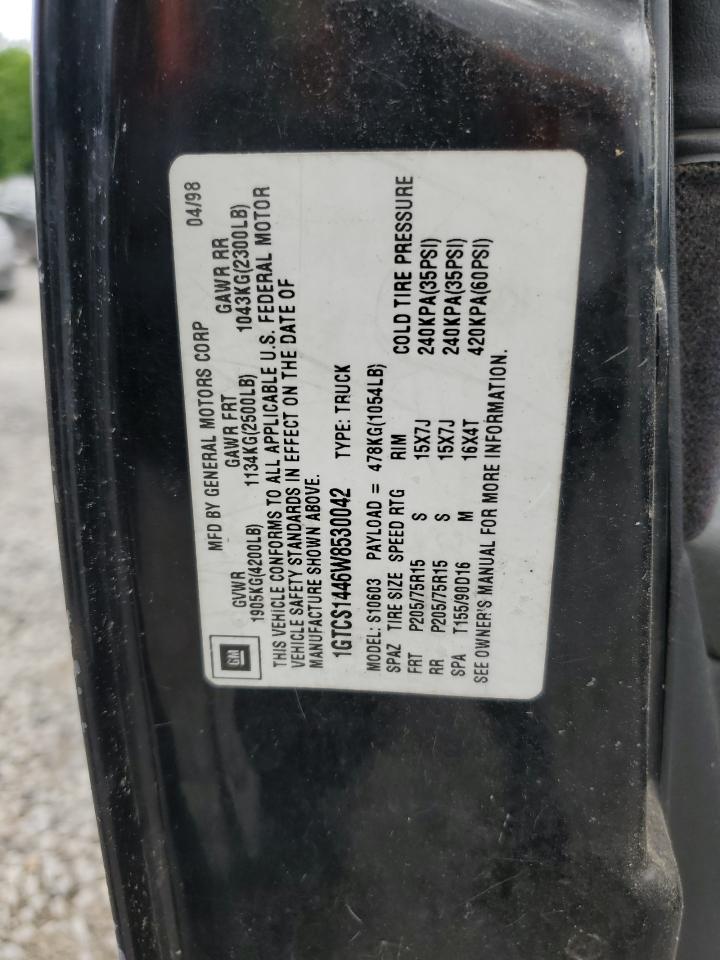 MFD BY GENERAL MOTORS CORP 04/98
GM
GVWR GAWR FRT GAWR RR
1905KG(4200LB) 1134KG(2500LB) 1043KG(2300LB)
THIS VEHICLE CONFORMS TO ALL APPLICABLE U.S. FEDERAL MOTOR
VEHICLE SAFETY STANDARDS IN EFFECT ON THE DATE OF
MANUFACTURE SHOWN ABOVE.
1GTCS1446W8530042 TYPE: TRUCK
MODEL: S10603 PAYLOAD = 478KG(1054LB)
SPAZ TIRE SIZE SPEED RTG RIM COLD TIRE PRESSURE
FRT P205/75R15 S 15X7J 240KPA(35PSI)
RR P205/75R15 S 15X7J 240KPA(35PSI)
SPA T155/90D16 M 16X4T 420KPA(60PSI)
SEE OWNER'S MANUAL FOR MORE INFORMATION.